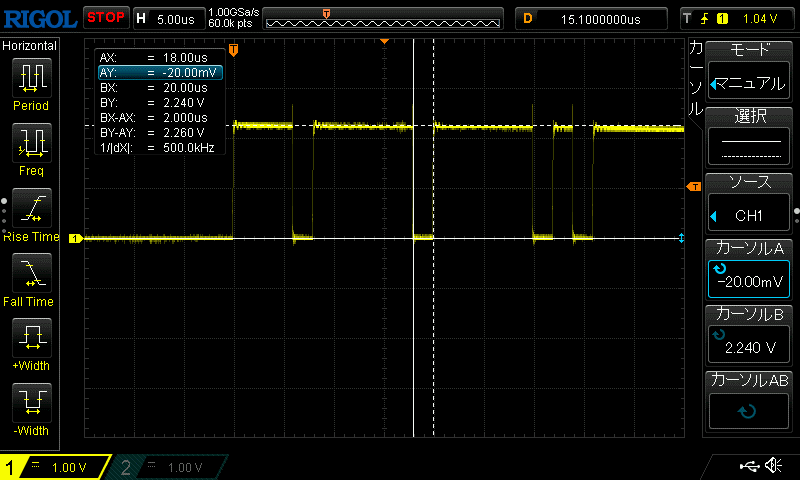 RIGOL STOP H 5.00us 1.00GSa/s 60.0k pts D 15.1000000us T 1 1.04 V
Horizontal
Period
Freq
Rise Time
Fall Time
+Width
-Width
T
T
AX: = 18.00us
AY: = -20.00mV
BX: = 20.00us
BY: = 2.240 V
BX-AX: = 2.000us
BY-AY: = 2.260 V
1/|dX|: = 500.0kHz
1
T
カーソル
モード
マニュアル
選択
ソース
CH1
カーソルA
-20.00mV
カーソルB
2.240 V
カーソルAB
1 = 1.00 V 2 = 1.00 V